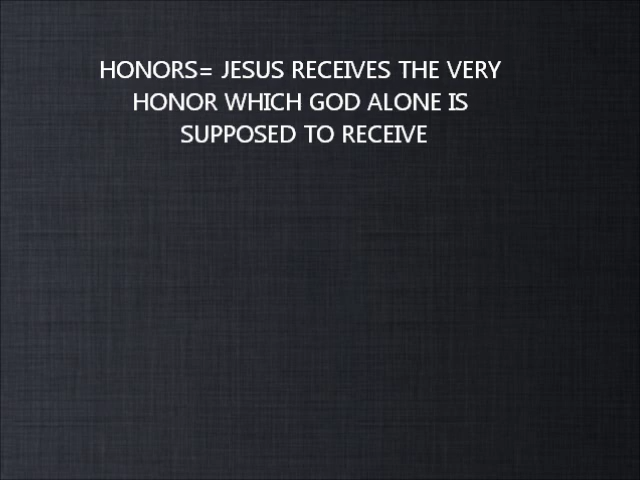 HONORS= JESUS RECEIVES THE VERY
HONOR WHICH GOD ALONE IS
SUPPOSED TO RECEIVE